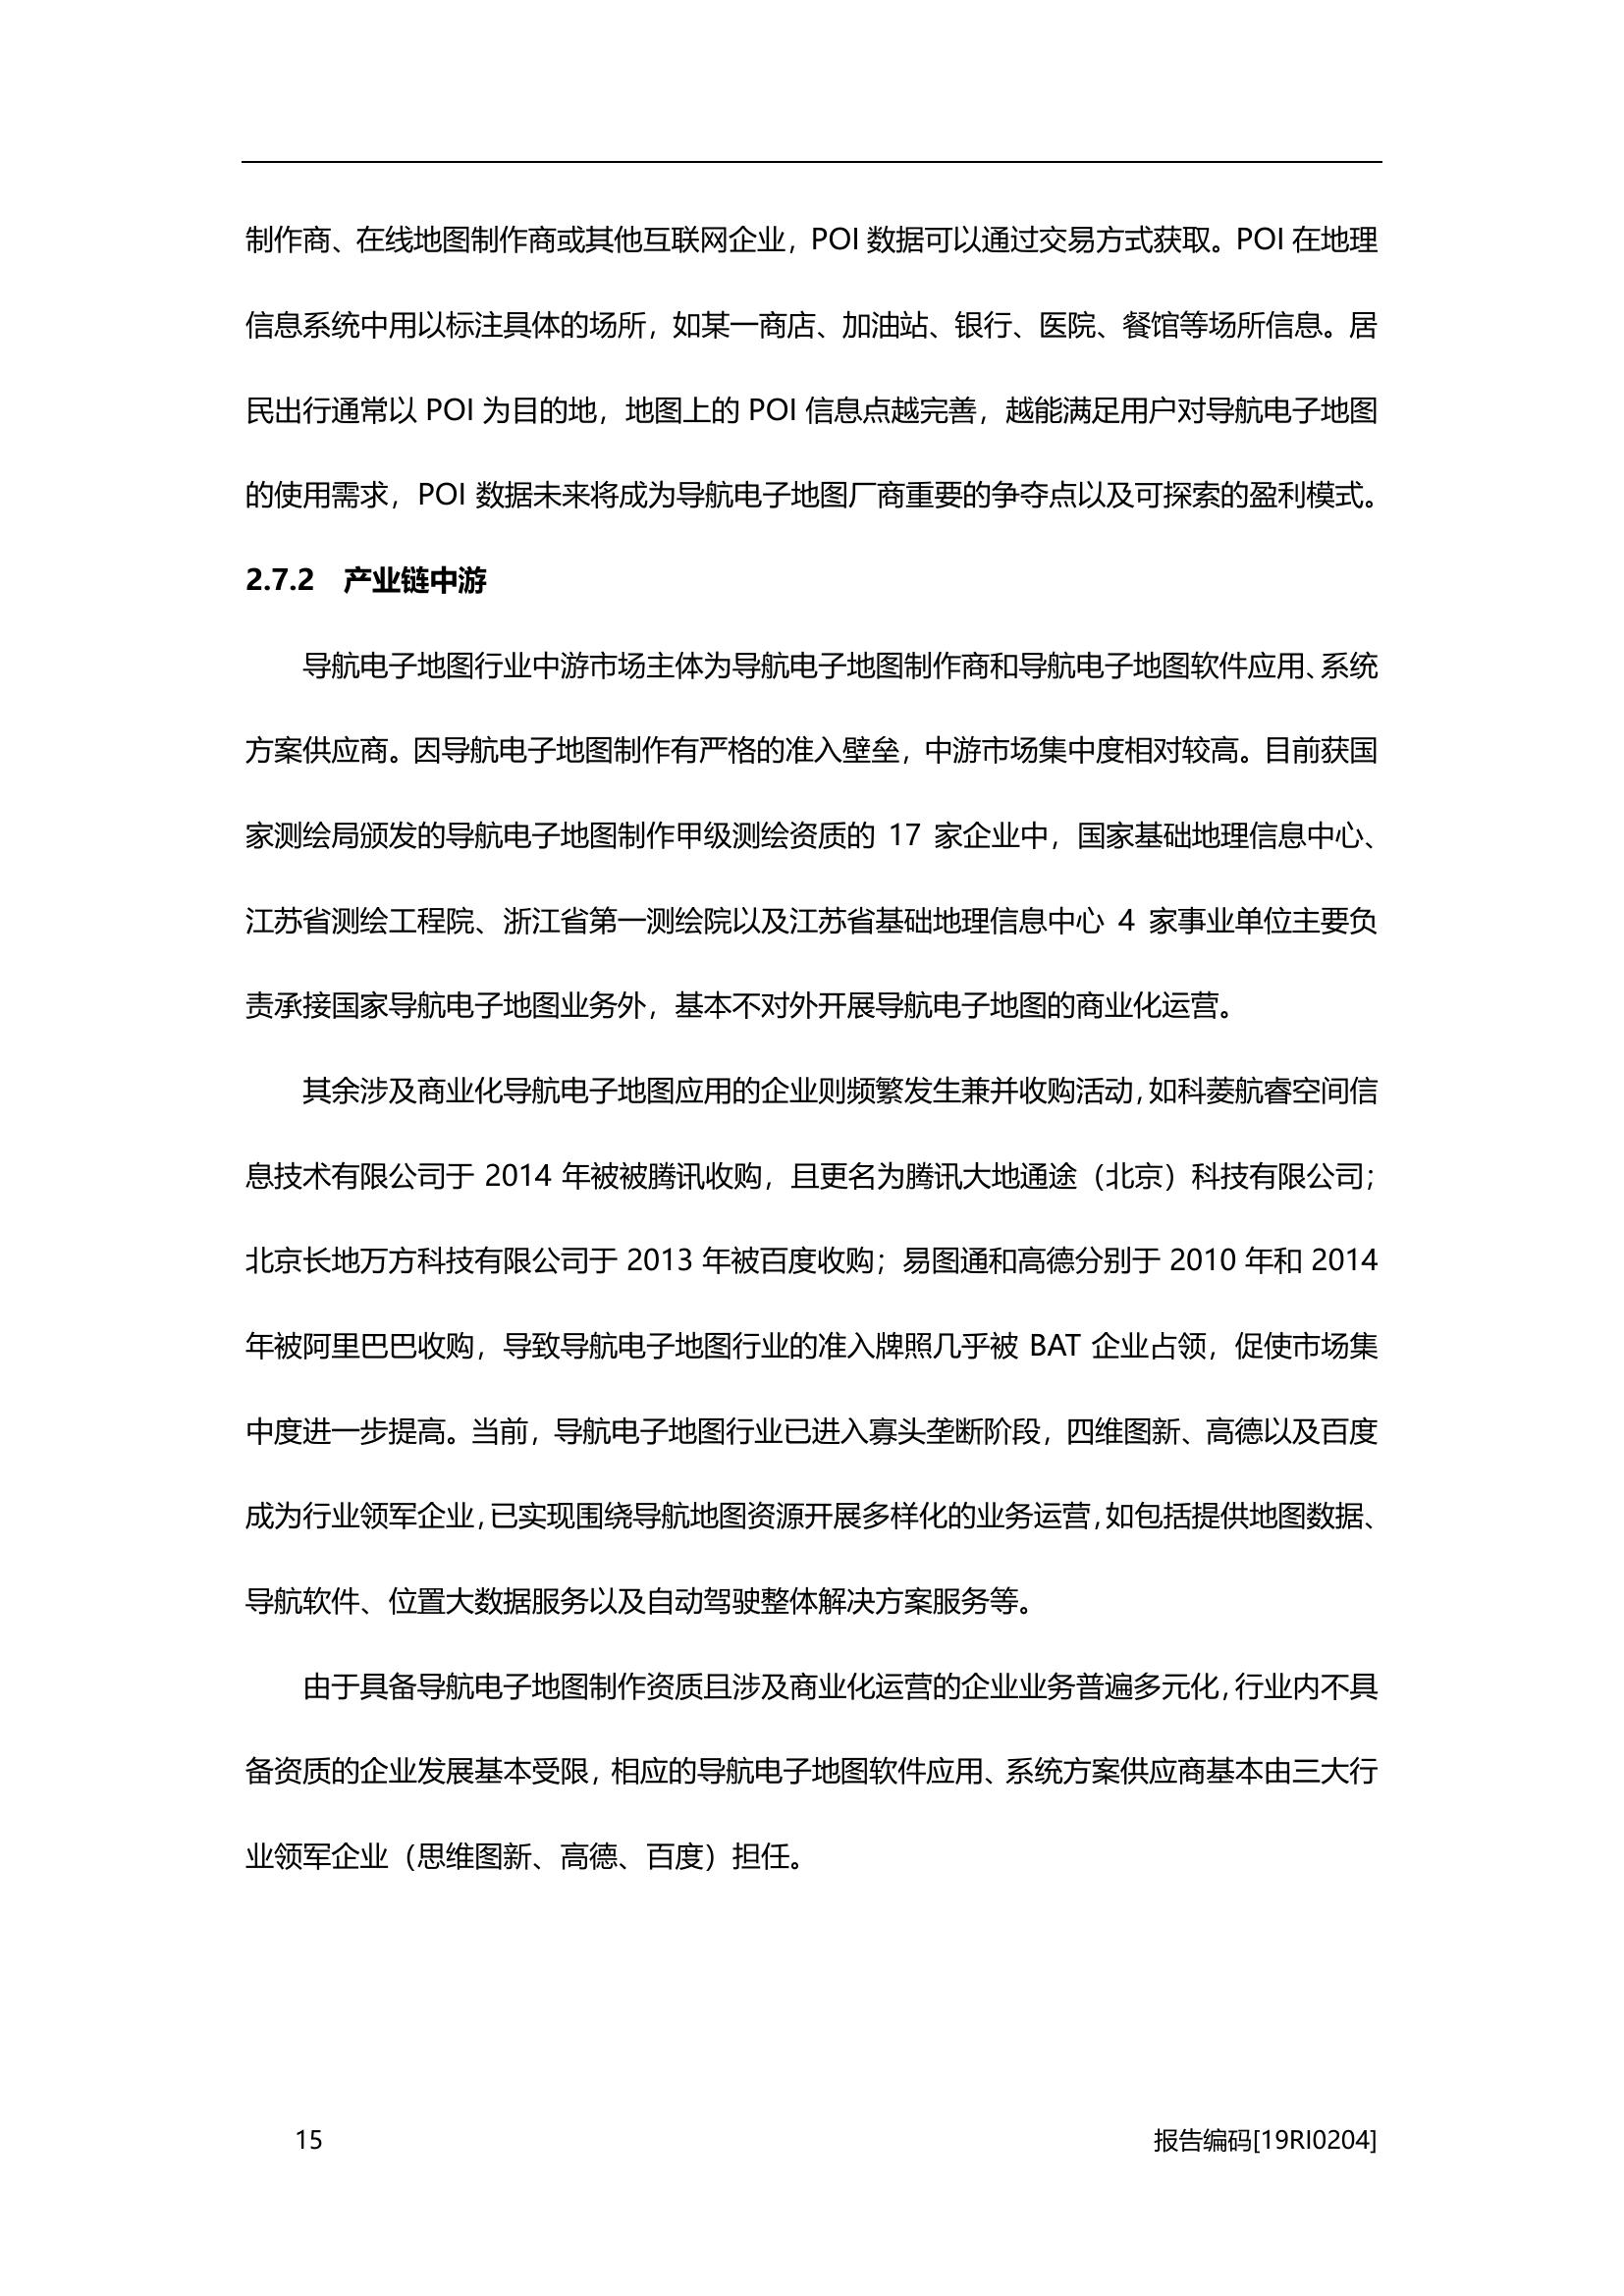 制作商、在线地图制作商或其他互联网企业，POI 数据可以通过交易方式获取。POI 在地理
信息系统中用以标注具体的场所，如某一商店、加油站、银行、医院、餐馆等场所信息。居
民出行通常以 POI 为目的地，地图上的 POI 信息点越完善，越能满足用户对导航电子地图
的使用需求，POI 数据未来将成为导航电子地图厂商重要的争夺点以及可探索的盈利模式。
2.7.2 产业链中游
导航电子地图行业中游市场主体为导航电子地图制作商和导航电子地图软件应用、系统
方案供应商。因导航电子地图制作有严格的准入壁垒，中游市场集中度相对较高。目前获国
家测绘局颁发的导航电子地图制作甲级测绘资质的 17 家企业中，国家基础地理信息中心、
江苏省测绘工程院、浙江省第一测绘院以及江苏省基础地理信息中心 4 家事业单位主要负
责承接国家导航电子地图业务外，基本不对外开展导航电子地图的商业化运营。
其余涉及商业化导航电子地图应用的企业则频繁发生兼并收购活动，如科菱航睿空间信
息技术有限公司于 2014 年被被腾讯收购，且更名为腾讯大地通途（北京）科技有限公司；
北京长地万方科技有限公司于 2013 年被百度收购；易图通和高德分别于 2010 年和 2014
年被阿里巴巴收购，导致导航电子地图行业的准入牌照几乎被 BAT 企业占领，促使市场集
中度进一步提高。当前，导航电子地图行业已进入寡头垄断阶段，四维图新、高德以及百度
成为行业领军企业，已实现围绕导航地图资源开展多样化的业务运营，如包括提供地图数据、
导航软件、位置大数据服务以及自动驾驶整体解决方案服务等。
由于具备导航电子地图制作资质且涉及商业化运营的企业业务普遍多元化，行业内不具
备资质的企业发展基本受限，相应的导航电子地图软件应用、系统方案供应商基本由三大行
业领军企业（思维图新、高德、百度）担任。
15 报告编码[19RI0204]